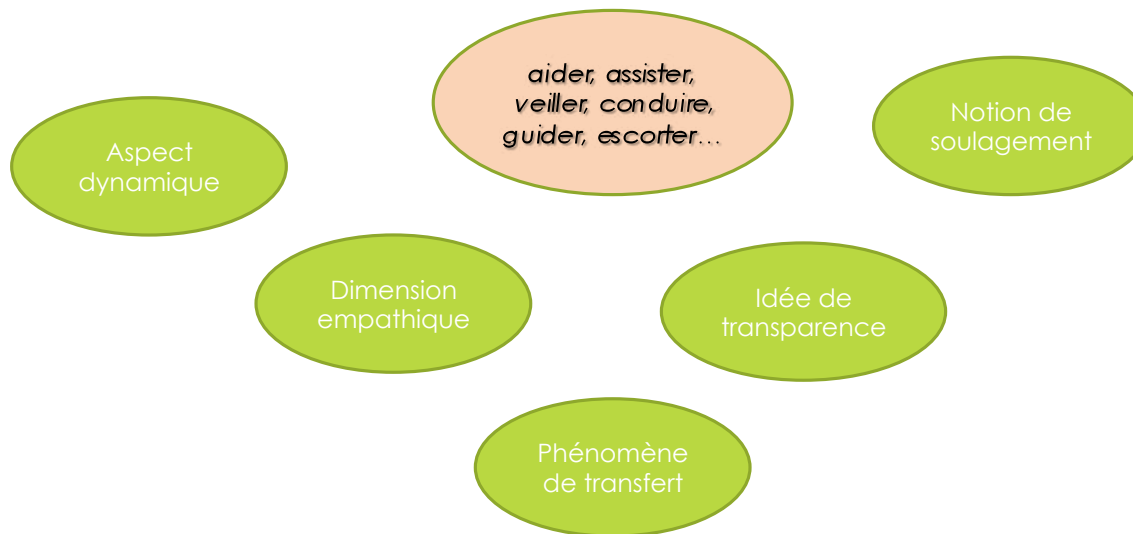 aider, assister,
veiller, conduire,
guider, escorter…
Notion de
soulagement
Aspect
dynamique
Dimension
empathique
Idée de
transparence
Phénomène
de transfert